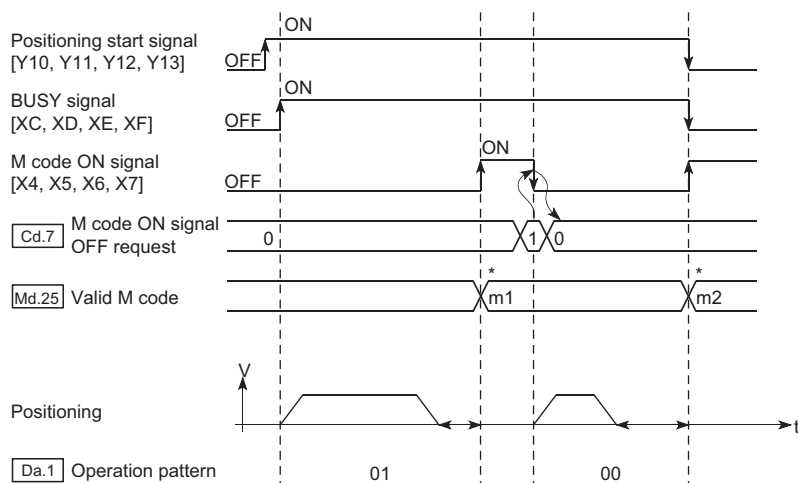 ON
Positioning start signal
[Y10, Y11, Y12, Y13]
OFF
ON
BUSY signal
[XC, XD, XE, XF]
OFF
ON
M code ON signal
[X4, X5, X6, X7]
OFF
Cd.7 M code ON signal
OFF request
0 1 0
* *
Md.25 Valid M code m1 m2
V
Positioning
t
Da.1 Operation pattern 01 00